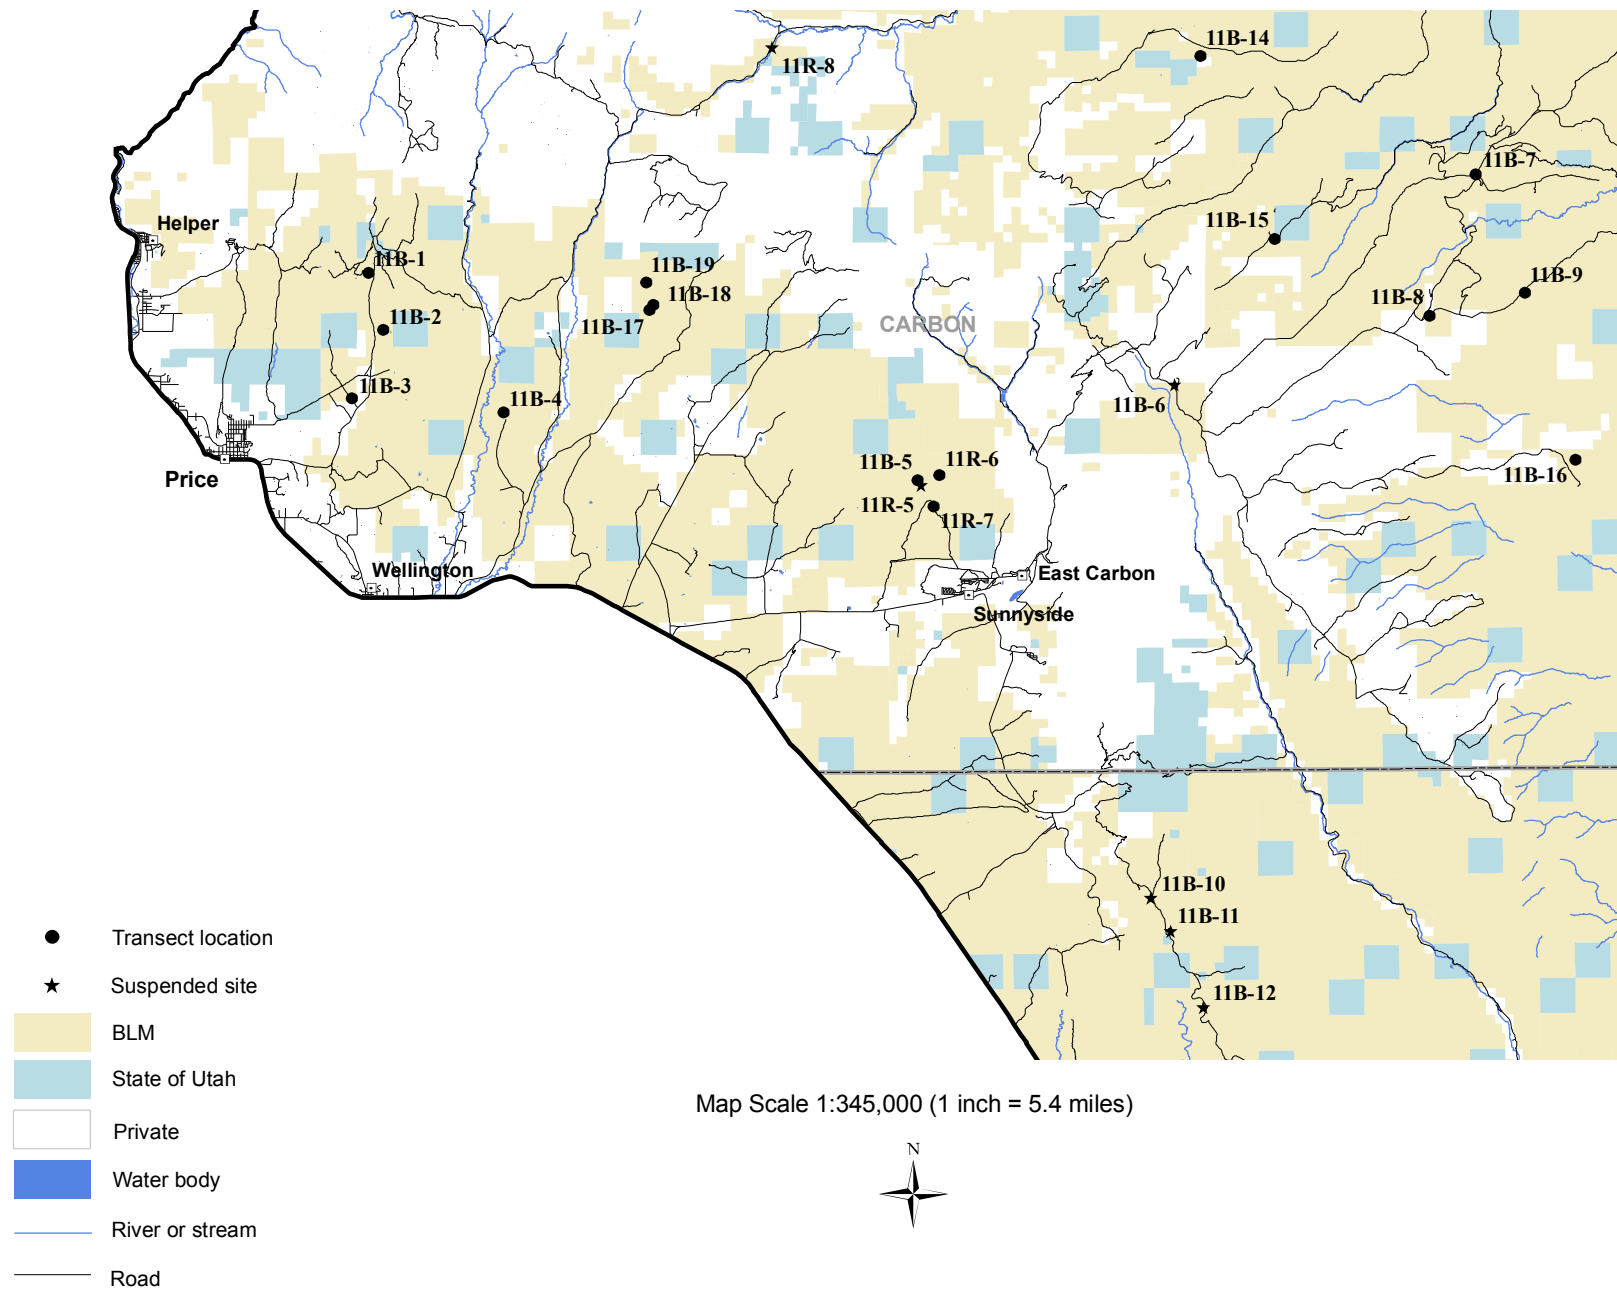 11B-14
11R-8
11B-7
Helper
11B-15
11B-1
11B-19
11B-9
11B-18
11B-8
11B-2
11B-17
CARBON
11B-3
11B-4
11B-6
11B-5
11R-6
Price
11B-16
11R-5
11R-7
Wellington
East Carbon
Sunnyside
11B-10
11B-11
11B-12
Transect location
Suspended site
BLM
State of Utah
Private
Water body
River or stream
Road
Map Scale 1:345,000 (1 inch = 5.4 miles)
N